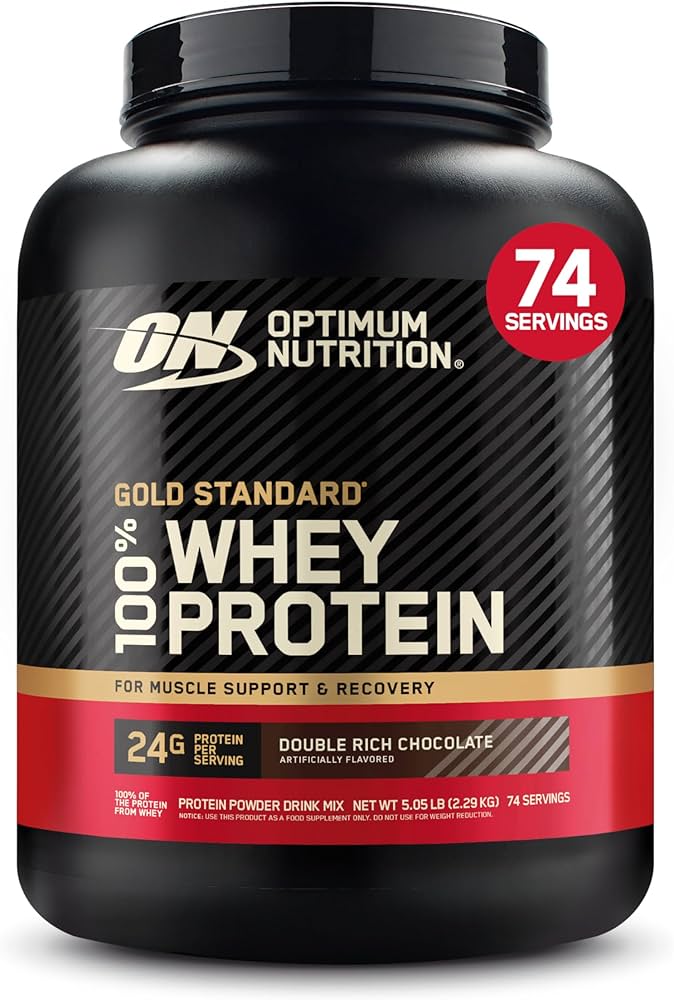 74
SERVINGS
ON OPTIMUM
NUTRITION®
GOLD STANDARD®
100% WHEY
PROTEIN
FOR MUSCLE SUPPORT & RECOVERY
24G PROTEIN
PER
SERVING
DOUBLE RICH CHOCOLATE
ARTIFICIALLY FLAVORED
100% OF
THE PROTEIN
FROM WHEY
PROTEIN POWDER DRINK MIX NET WT 5.05 LB (2.29 KG) 74 SERVINGS
NOTICE: USE THIS PRODUCT AS A FOOD SUPPLEMENT ONLY. DO NOT USE FOR WEIGHT REDUCTION.